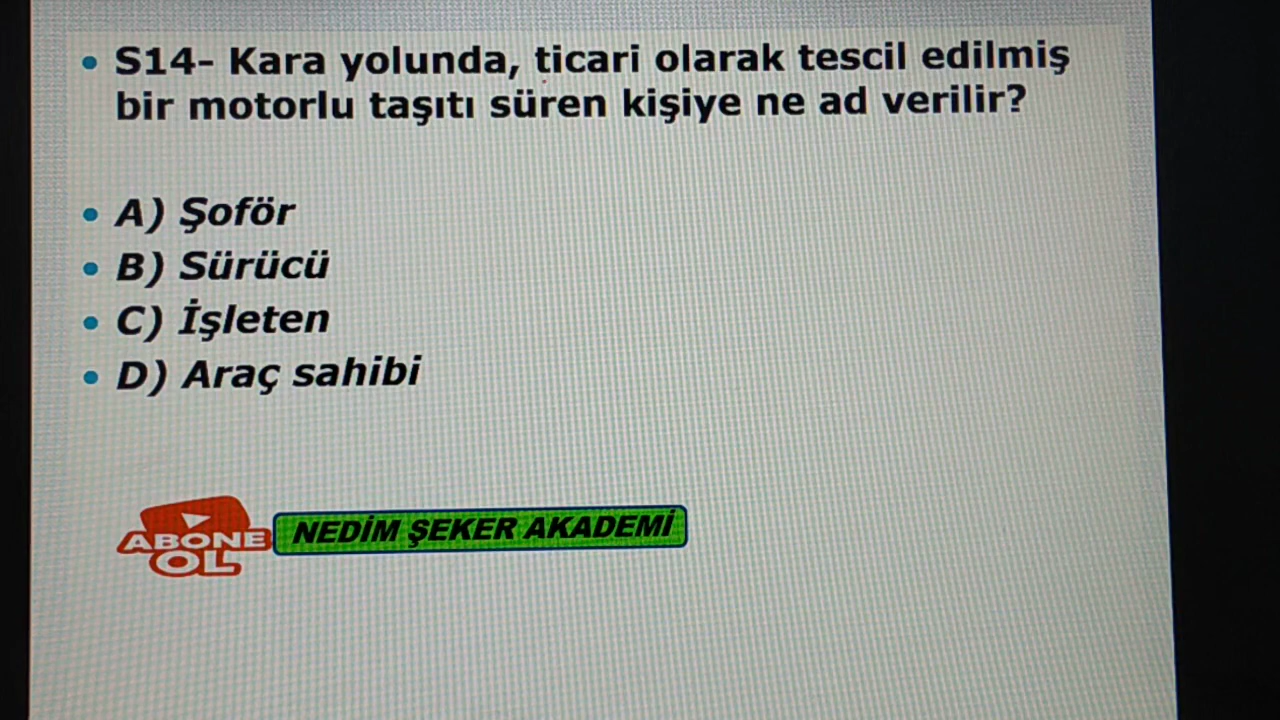 • S14- Kara yolunda, ticari olarak tescil edilmiş
bir motorlu taşıtı süren kişiye ne ad verilir?
• A) Şoför
• B) Sürücü
• C) İşleten
• D) Araç sahibi
ABONE
OL
NEDİM ŞEKER AKADEMİ